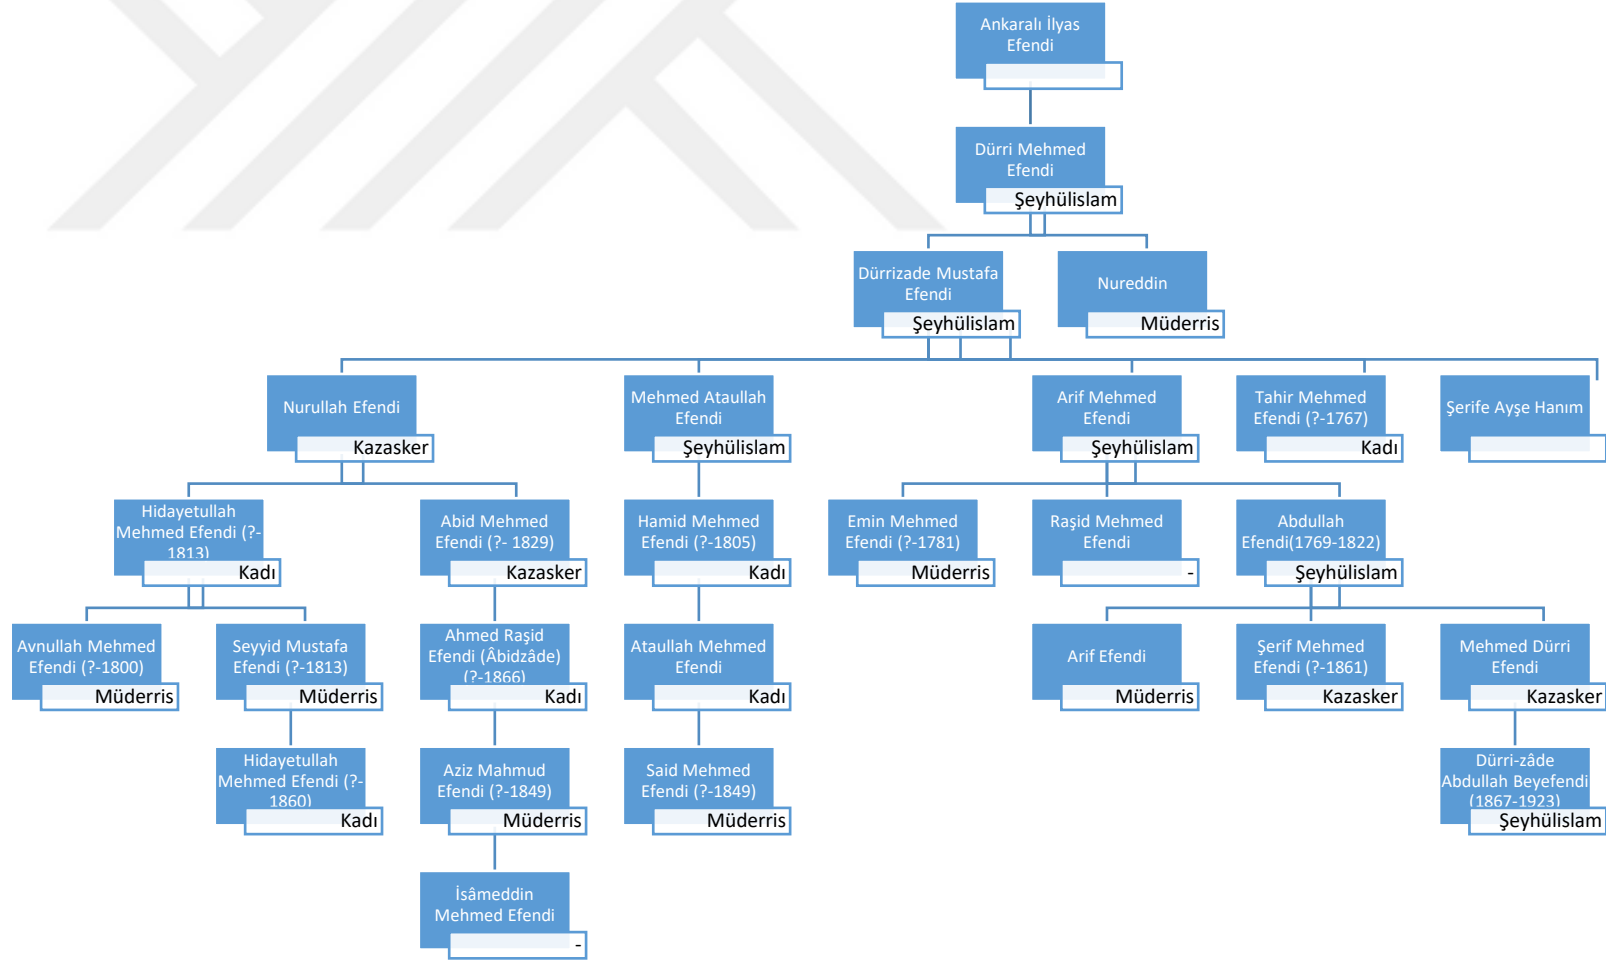 Ankaralı İlyas
Efendi
Dürri Mehmed
Efendi
Şeyhülislam
Dürrizade Mustafa
Efendi
Şeyhülislam
Nureddin
Müderris
Nurullah Efendi
Kazasker
Mehmed Ataullah
Efendi
Şeyhülislam
Arif Mehmed
Efendi
Şeyhülislam
Tahir Mehmed
Efendi (?-1767)
Kadı
Şerife Ayşe Hanım
Hidayetullah
Mehmed Efendi (?-
1813)
Kadı
Abid Mehmed
Efendi (?- 1829)
Kazasker
Hamid Mehmed
Efendi (?-1805)
Kadı
Emin Mehmed
Efendi (?-1781)
Müderris
Raşid Mehmed
Efendi
-
Abdullah
Efendi(1769-1822)
Şeyhülislam
Avnullah Mehmed
Efendi (?-1800)
Müderris
Seyyid Mustafa
Efendi (?-1813)
Müderris
Ahmed Raşid
Efendi (Âbidzâde)
(?-1866)
Kadı
Ataullah Mehmed
Efendi
Kadı
Arif Efendi
Müderris
Şerif Mehmed
Efendi (?-1861)
Kazasker
Mehmed Dürri
Efendi
Kazasker
Hidayetullah
Mehmed Efendi (?-
1860)
Kadı
Aziz Mahmud
Efendi (?-1849)
Müderris
Said Mehmed
Efendi (?-1849)
Müderris
Dürri-zâde
Abdullah Beyefendi
(1867-1923)
Şeyhülislam
İsâmeddin
Mehmed Efendi
-